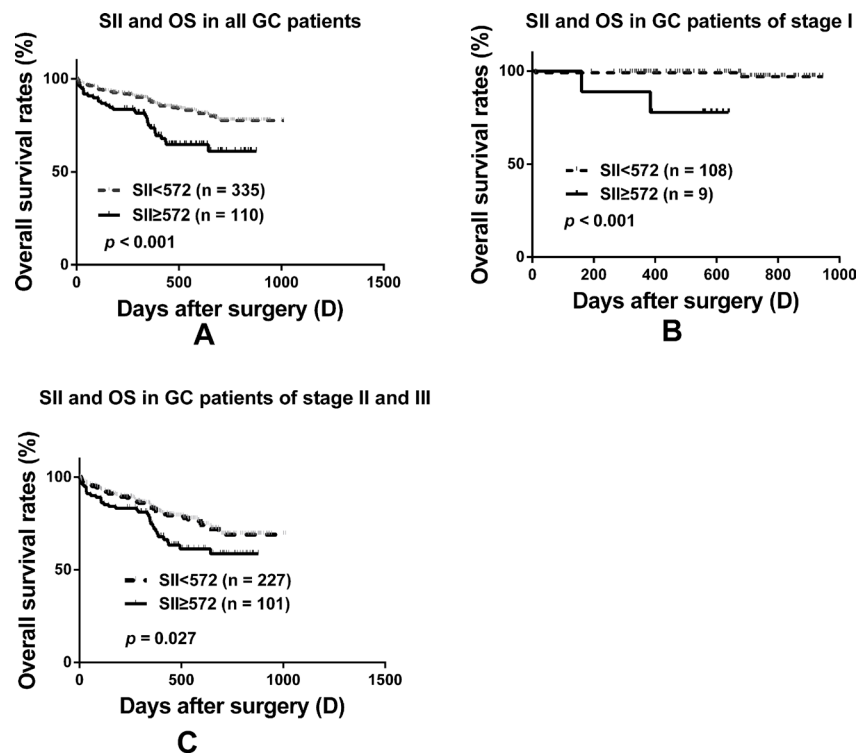 SII and OS in all GC patients
Overall survival rates (%)
100
50
0
0 500 1000 1500
SII<572 (n = 335)
SII≥572 (n = 110)
p < 0.001
Days after surgery (D)
A
SII and OS in GC patients of stage I
Overall survival rates (%)
100
50
0
0 200 400 600 800 1000
SII<572 (n = 108)
SII≥572 (n = 9)
p < 0.001
Days after surgery (D)
B
SII and OS in GC patients of stage II and III
Overall survival rates (%)
100
50
0
0 500 1000 1500
SII<572 (n = 227)
SII≥572 (n = 101)
p = 0.027
Days after surgery (D)
C